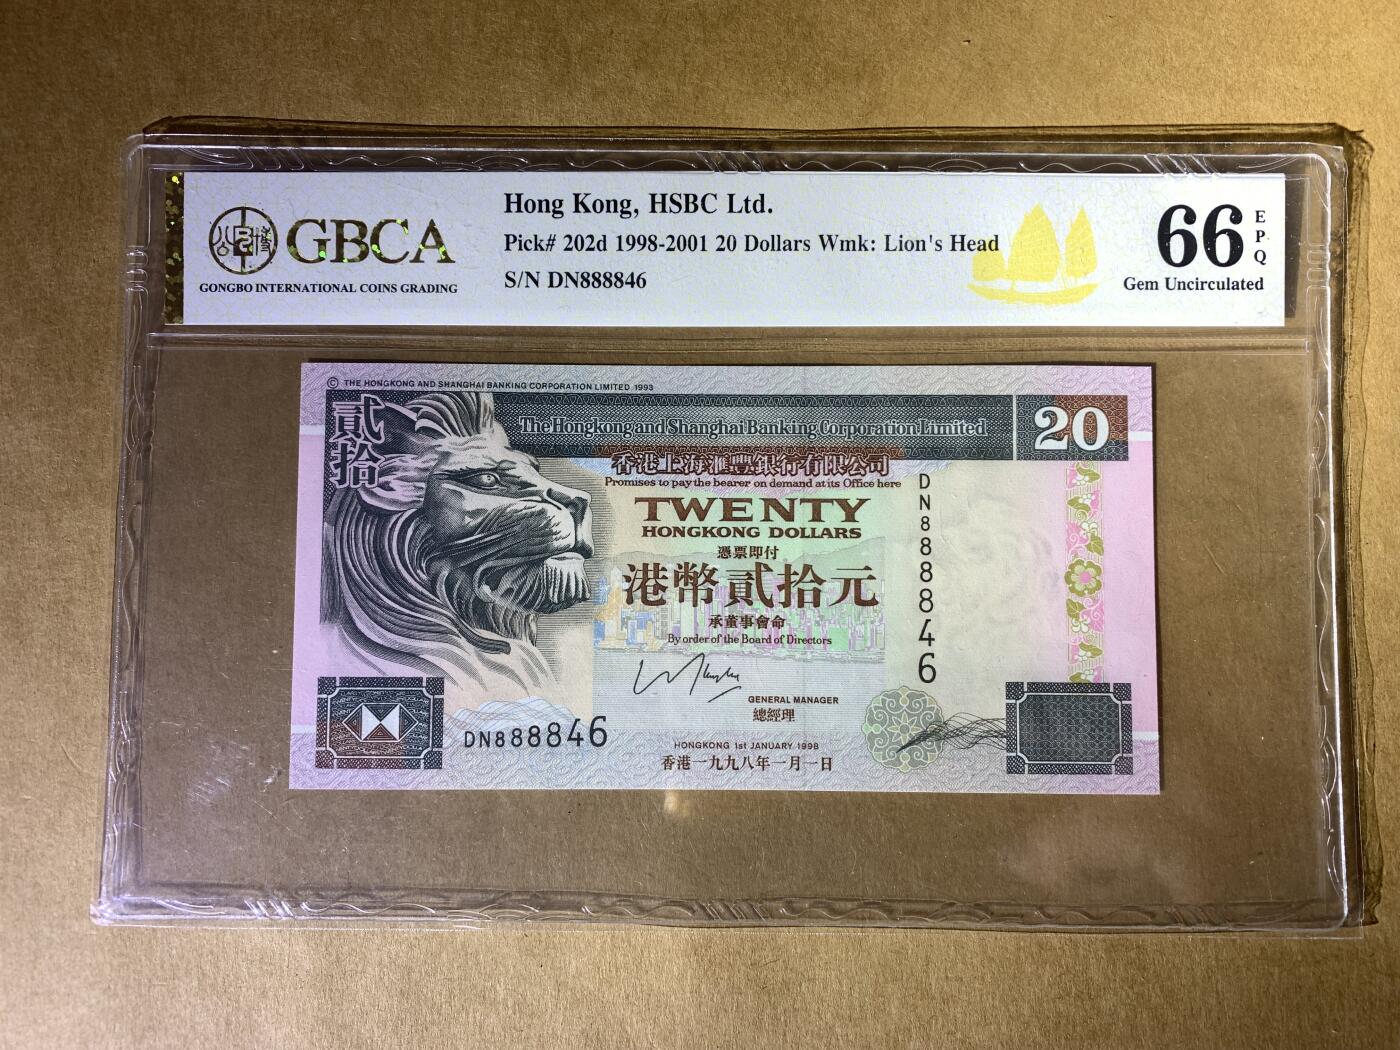 GBCA
GONGBO INTERNATIONAL COINS GRADING
Hong Kong, HSBC Ltd.
Pick# 202d 1998-2001 20 Dollars Wmk: Lion's Head
S/N DN888846
66 EPQ
Gem Uncirculated
© THE HONGKONG AND SHANGHAI BANKING CORPORATION LIMITED 1993
貳拾
The Hongkong and Shanghai Banking Corporation Limited
20
香港上海滙豐銀行有限公司
Promises to pay the bearer on demand at its Office here
TWENTY
HONGKONG DOLLARS
憑票即付
港幣貳拾元
承董事會命
By order of the Board of Directors
GENERAL MANAGER
總經理
DN888846
HONGKONG 1st JANUARY 1998
香港一九九八年一月一日
DN888846